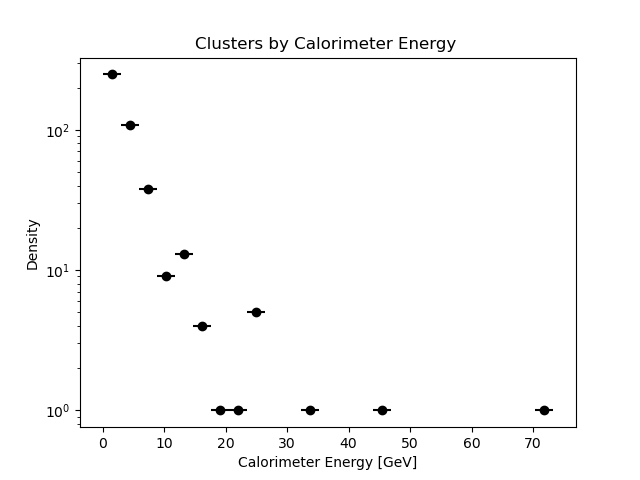 Clusters by Calorimeter Energy
Density
10²
10¹
10⁰
0 10 20 30 40 50 60 70
Calorimeter Energy [GeV]